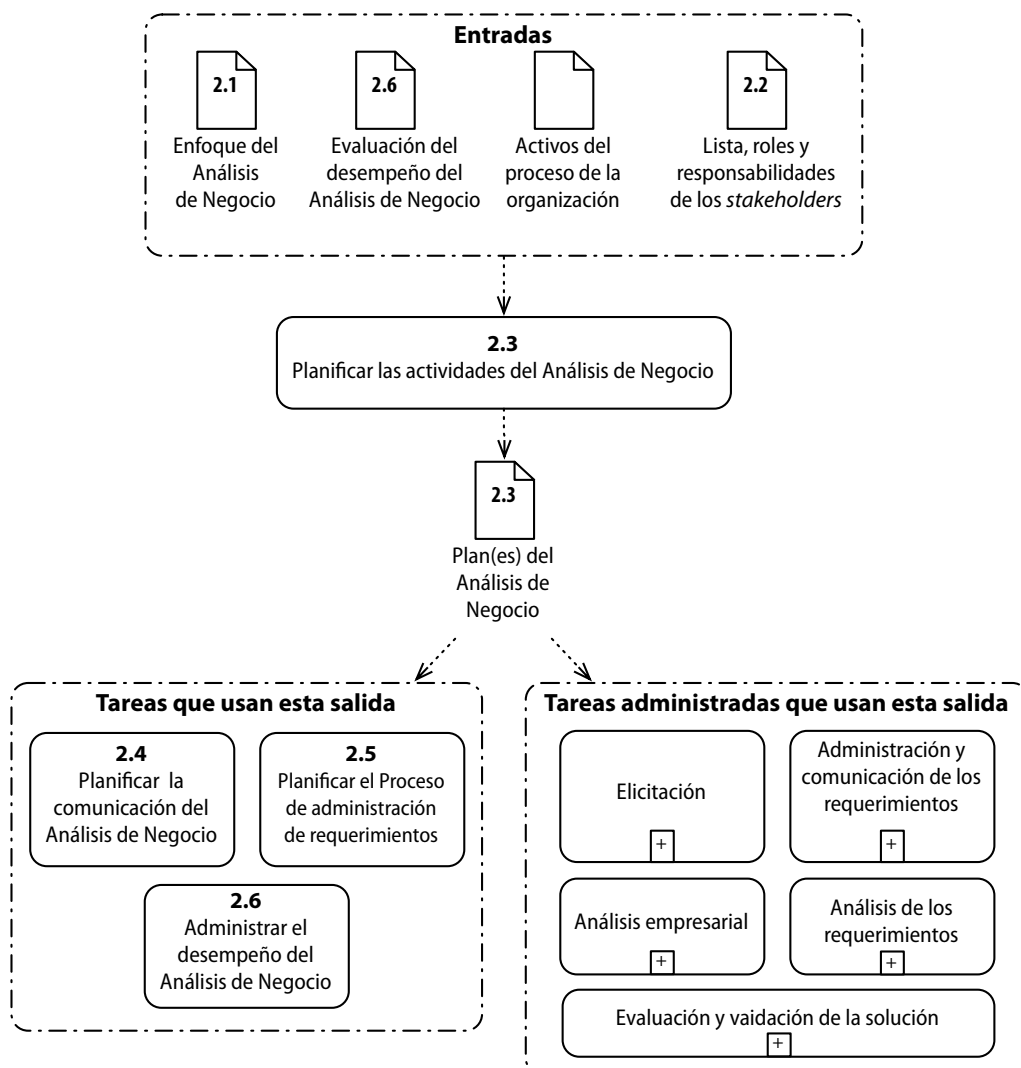 Entradas
2.1
Enfoque del
Análisis
de Negocio
2.6
Evaluación del
desempeño del
Análisis de Negocio
Activos del
proceso de la
organización
2.2
Lista, roles y
responsabilidades
de los stakeholders
2.3
Planificar las actividades del Análisis de Negocio
2.3
Plan(es) del
Análisis de
Negocio
Tareas que usan esta salida
2.4
Planificar la
comunicación del
Análisis de Negocio
2.5
Planificar el Proceso
de administración
de requerimientos
2.6
Administrar el
desempeño del
Análisis de Negocio
Tareas administradas que usan esta salida
Elicitación
+
Administración y
comunicación de los
requerimientos
+
Análisis empresarial
+
Análisis de los
requerimientos
+
Evaluación y vaidación de la solución
+